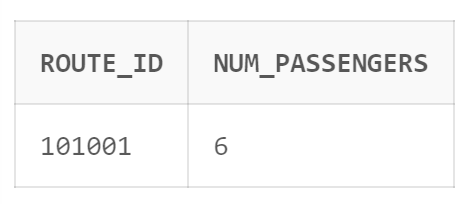 ROUTE_ID NUM_PASSENGERS
101001 6